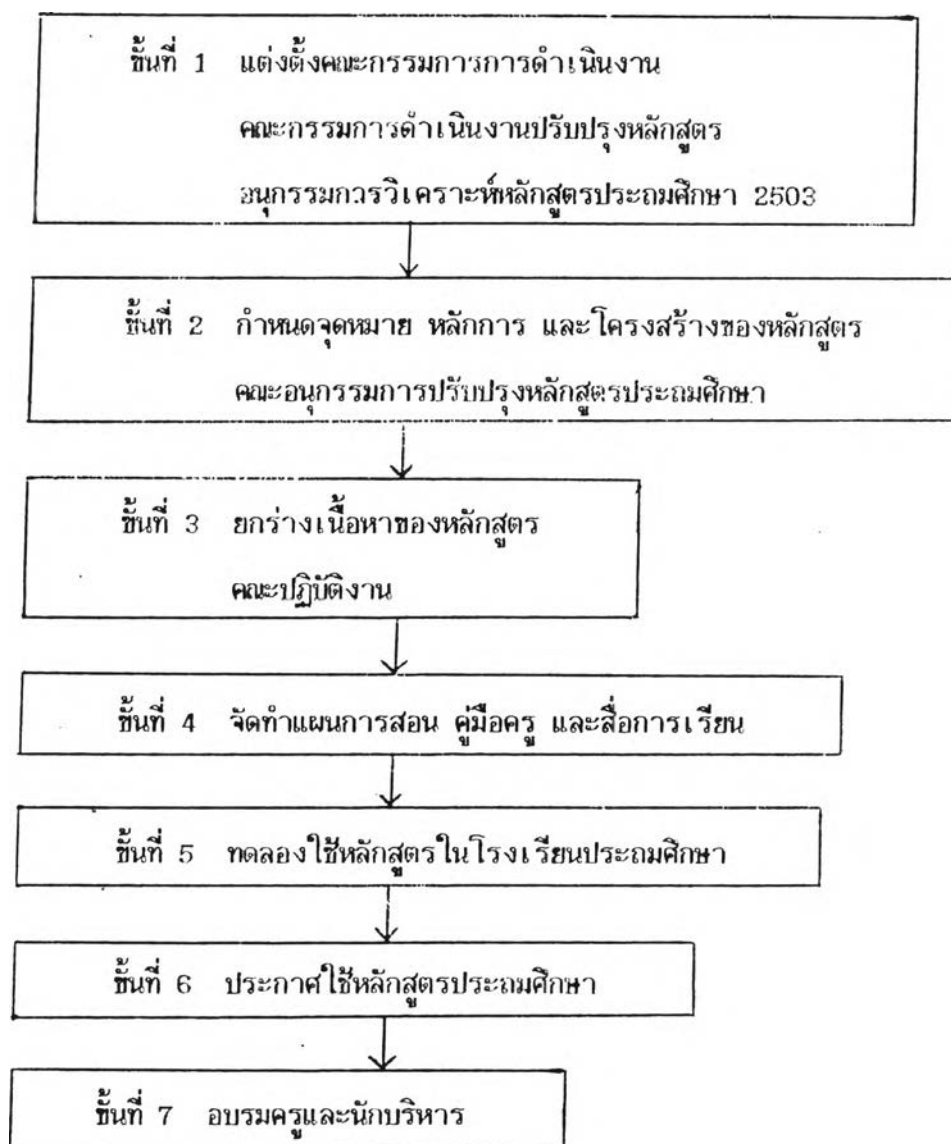 ขั้นที่ 1 แต่งตั้งคณะกรรมการการดำเนินงาน
คณะกรรมการดำเนินงานปรับปรุงหลักสูตร
อนุกรรมการวิเคราะห์หลักสูตรประถมศึกษา 2503
ขั้นที่ 2 กำหนดจุดหมาย หลักการ และโครงสร้างของหลักสูตร
คณะอนุกรรมการปรับปรุงหลักสูตรประถมศึกษา
ขั้นที่ 3 ยกร่างเนื้อหาของหลักสูตร
คณะปฏิบัติงาน
ขั้นที่ 4 จัดทำแผนการสอน คู่มือครู และสื่อการเรียน
ขั้นที่ 5 ทดลองใช้หลักสูตรในโรงเรียนประถมศึกษา
ขั้นที่ 6 ประกาศใช้หลักสูตรประถมศึกษา
ขั้นที่ 7 อบรมครูและนักบริหาร